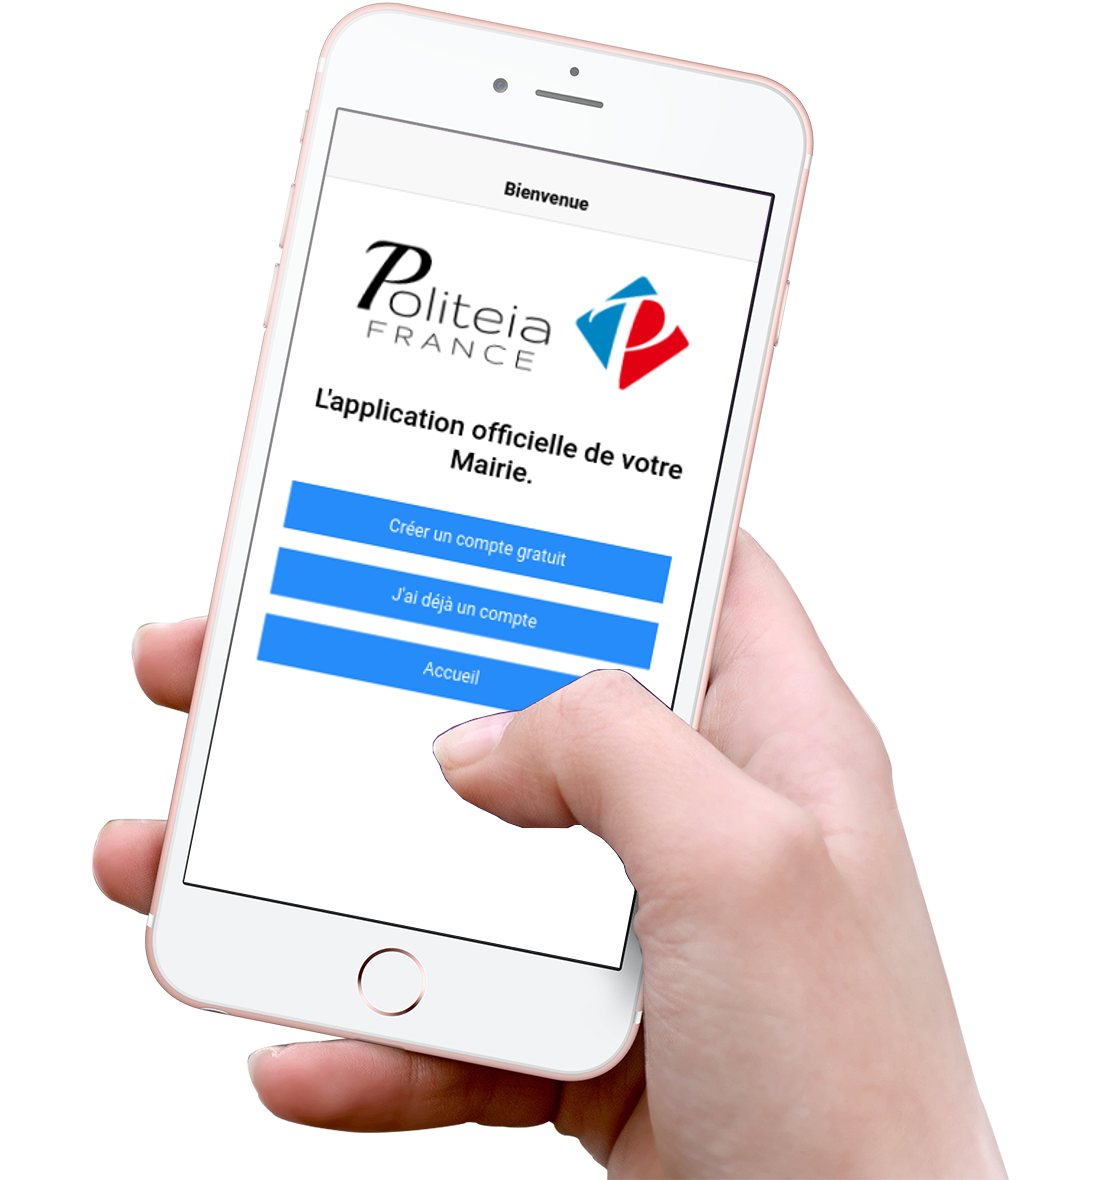 Bienvenue
Politeia
FRANCE
L'application officielle de votre
Mairie.
Créer un compte gratuit
J'ai déjà un compte
Accueil